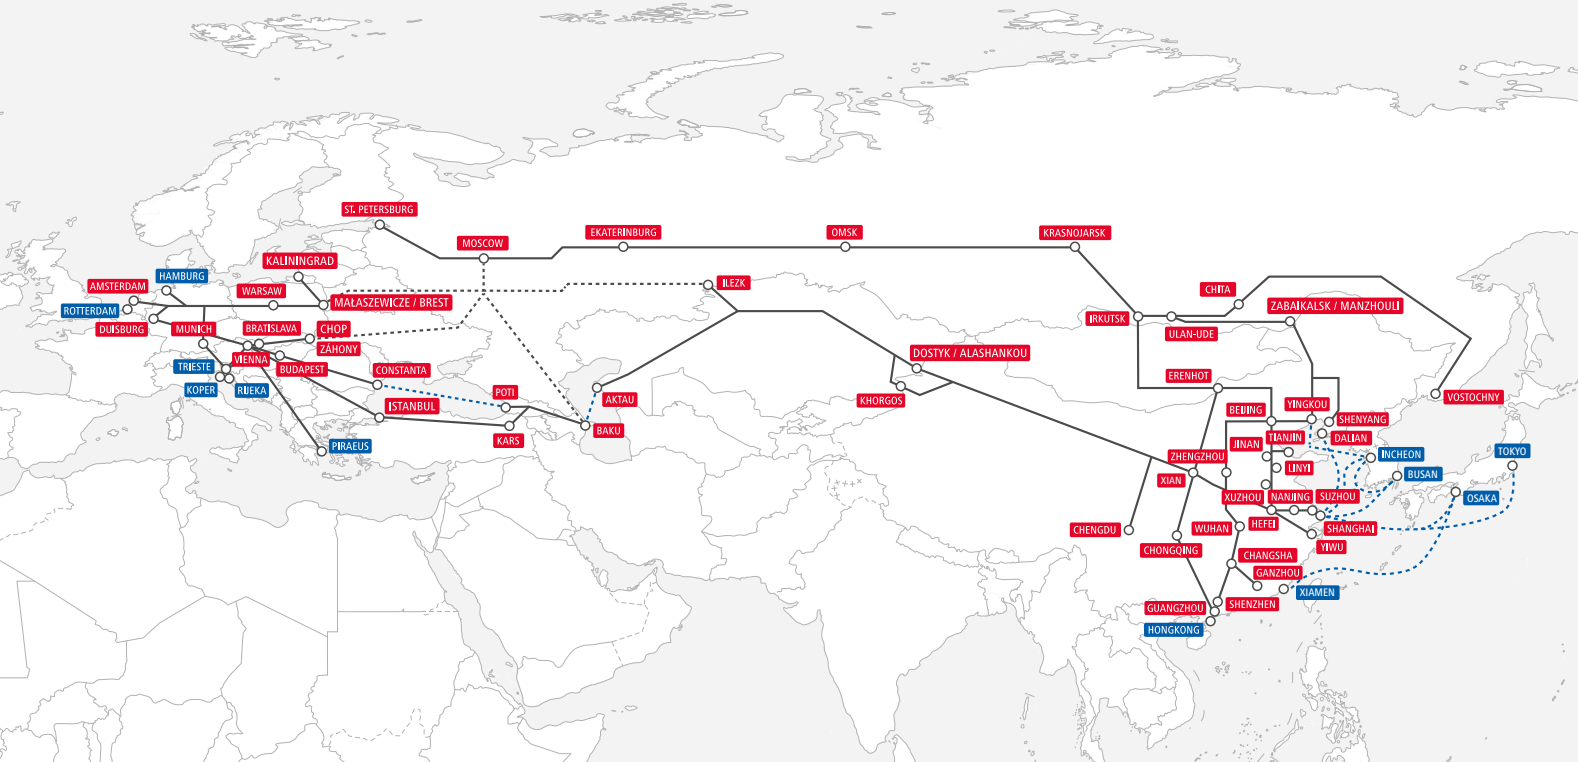 ST. PETERSBURG
MOSCOW
EKATERINBURG
OMSK
KRASNOJARSK
KALININGRAD
HAMBURG
AMSTERDAM
WARSAW
ILEZK
CHITA
MAŁASZEWICZE / BREST
ZABAIKALSK / MANZHOULI
ROTTERDAM
IRKUTSK
DUISBURG
MUNICH
BRATISLAVA
CHOP
ULAN-UDE
ZÁHONY
DOSTYK / ALASHANKOU
VIENNA
TRIESTE
BUDAPEST
CONSTANTA
ERENHOT
KOPER
RIJEKA
POTI
AKTAU
KHORGOS
VOSTOCHNY
ISTANBUL
YINGKOU
BEIJING
SHENYANG
BAKU
KARS
TIANJIN
DALIAN
JINAN
PIRAEUS
TOKYO
INCHEON
ZHENGZHOU
LINYI
BUSAN
XIAN
XUZHOU
NANJING
SUZHOU
OSAKA
CHENGDU
WUHAN
HEFEI
SHANGHAI
YIWU
CHONGQING
CHANGSHA
GANZHOU
XIAMEN
GUANGZHOU
SHENZHEN
HONGKONG